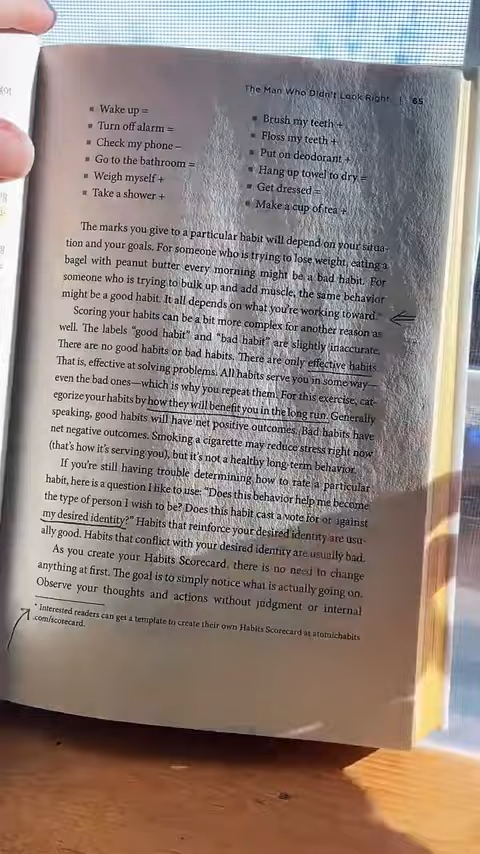 The Man Who Didn't Look Right | 65
▪ Wake up =
▪ Turn off alarm =
▪ Check my phone –
▪ Go to the bathroom =
▪ Weigh myself +
▪ Take a shower +
▪ Brush my teeth +
▪ Floss my teeth +
▪ Put on deodorant +
▪ Hang up towel to dry =
▪ Get dressed =
▪ Make a cup of tea +
The marks you give to a particular habit will depend on your situa-
tion and your goals. For someone who is trying to lose weight, eating a
bagel with peanut butter every morning might be a bad habit. For
someone who is trying to bulk up and add muscle, the same behavior
might be a good habit. It all depends on what you're working toward.*
Scoring your habits can be a bit more complex for another reason as
well. The labels “good habit” and “bad habit” are slightly inaccurate.
There are no good habits or bad habits. There are only effective habits.
That is, effective at solving problems. All habits serve you in some way—
even the bad ones—which is why you repeat them. For this exercise, cat-
egorize your habits by how they will benefit you in the long run. Generally
speaking, good habits will have net positive outcomes. Bad habits have
net negative outcomes. Smoking a cigarette may reduce stress right now
(that's how it's serving you), but it's not a healthy long-term behavior.
If you're still having trouble determining how to rate a particular
habit, here is a question I like to use: “Does this behavior help me become
the type of person I wish to be? Does this habit cast a vote for or against
my desired identity?” Habits that reinforce your desired identity are usu-
ally good. Habits that conflict with your desired identity are usually bad.
As you create your Habits Scorecard, there is no need to change
anything at first. The goal is to simply notice what is actually going on.
Observe your thoughts and actions without judgment or internal
* Interested readers can get a template to create their own Habits Scorecard at atomichabits
.com/scorecard.